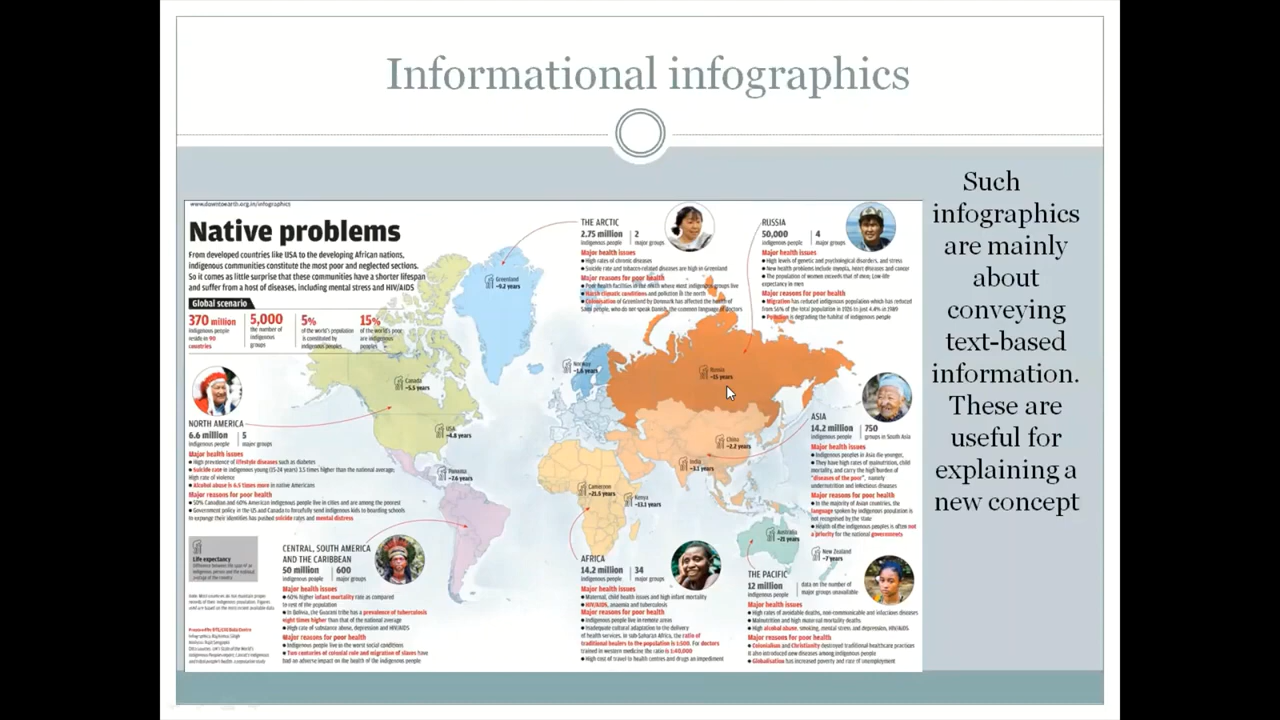 Informational infographics
www.downtoearth.org.in/infographics
Native problems
From developed countries like USA to the developing African nations,
indigenous communities constitute the most poor and neglected sections.
So it comes as little surprise that these communities have a shorter lifespan
and suffer from a host of diseases, including mental stress and HIV/AIDS
Global scenario
370 million
indigenous people
reside in 90
countries
5,000
the number of
indigenous
groups
5%
of the world's population
is constituted by
indigenous peoples
15%
of the world's poor
are indigenous
peoples
THE ARCTIC
2.75 million
indigenous people
2
major groups
Major health issues
● High rates of chronic diseases
● Suicide rate and tobacco-related diseases are high in Greenland
Major reasons for poor health
● Poor health facilities in the north where most indigenous groups live
● Harsh climatic conditions and pollution in the north
● Colonisation of Greenland by Denmark has affected the health of
Sami people, who do not speak Danish, the common language of doctors
RUSSIA
50,000
indigenous people
4
major groups
Major health issues
● High levels of genetic and psychological disorders, and stress
● New health problems include myopia, heart diseases and cancer
● The population of women exceeds that of men; Low life
expectancy in men
Major reasons for poor health
● Migration has reduced indigenous population which has reduced
from 56% of the total population in 1926 to just 4.4% in 1989
● Pollution is degrading the habitat of indigenous people
Greenland
Norway
Russia
~15 years
Canada
~5.5 years
USA
~4.8 years
Panama
~7.6 years
China
~2.2 years
India
~3.1 years
Cameroon
~21.5 years
Kenya
~13.1 years
Australia
~21 years
New Zealand
~7 years
NORTH AMERICA
6.6 million
indigenous people
5
major groups
Major health issues
● High prevalence of lifestyle diseases such as diabetes
● Suicide rate in indigenous young (15-24 years) 3.5 times higher than the national average;
High rate of violence
● Alcohol abuse is 6.5 times more in native Americans
Major reasons for poor health
● 50% Canadian and 60% American indigenous people live in cities and are among the poorest
● Government policy in the US and Canada to forcefully send indigenous kids to boarding schools
to expunge their identities has pushed suicide rates and mental distress
ASIA
14.2 million
indigenous people
750
groups in South Asia
Major health issues
● Indigenous peoples in Asia die younger,
● They have high rates of malnutrition, child
mortality, and carry the high burden of
"diseases of the poor", namely
undernutrition and infectious diseases
Major reasons for poor health
● In the majority of Asian countries, the
language spoken by indigenous population is
not recognised by the state
● Health of the indigenous peoples is often not
a priority for the national governments
Life expectancy
CENTRAL, SOUTH AMERICA
AND THE CARIBBEAN
50 million
indigenous people
600
major groups
Major health issues
● 60% higher infant mortality rate as compared
to rest of the population
● In Bolivia, the Guarani tribe has a prevalence of tuberculosis
eight times higher than that of the national average
● High rate of substance abuse, depression and HIV/AIDS
Major reasons for poor health
● Indigenous people live in the worst social conditions
● Two centuries of colonial rule and migration of slaves have
had an adverse impact on the health of the indigenous people
AFRICA
14.2 million
indigenous people
34
major groups
Major health issues
● Maternal, child health issues and high infant mortality
● HIV/AIDS, anaemia and tuberculosis
Major reasons for poor health
● Indigenous people live in remote areas
● Inadequate cultural adaptation to the delivery
of health services. In sub-Saharan Africa, the ratio of
traditional healers to the population is 1:500. For doctors
trained in western medicine the ratio is 1:40,000
● High cost of travel to health centres and drugs an impediment
THE PACIFIC
12 million
indigenous people
data on the number of
major groups unavailable
Major health issues
● High rates of avoidable deaths, non-communicable and infectious diseases
● Malnutrition and high maternal mortality deaths
● High alcohol abuse, smoking, mental stress and depression, HIV/AIDS
Major reasons for poor health
● Colonialism and Christianity destroyed traditional healthcare practices
It also introduced new diseases among indigenous people
● Globalisation has increased poverty and rate of unemployment
Such
infographics
are mainly
about
conveying
text-based
information.
These are
useful for
explaining a
new concept